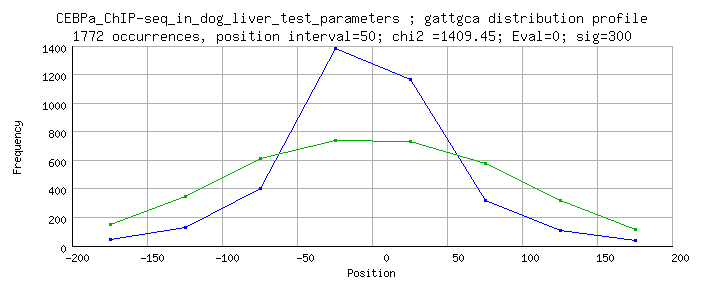 CEBPa_ChIP-seq_in_dog_liver_test_parameters ; gattgca distribution profile
1772 occurrences, position interval=50; chi2 =1409.45; Eval=0; sig=300
1400
1200
1000
800
600
400
200
0
Frequency
-200 -150 -100 -50 0 50 100 150 200
Position